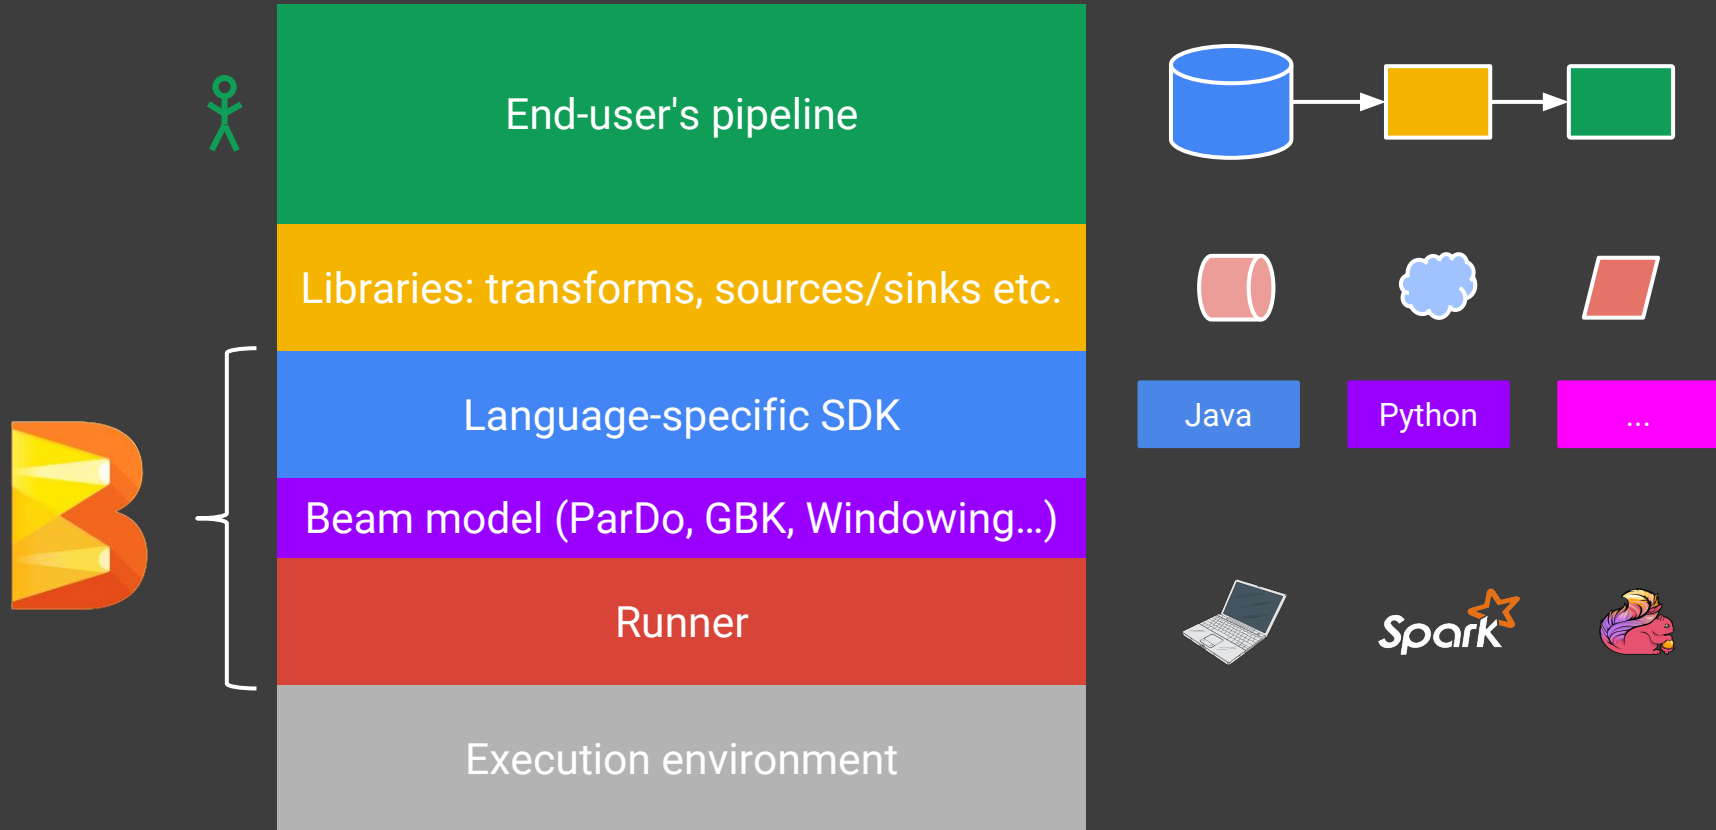 End-user's pipeline
Libraries: transforms, sources/sinks etc.
Language-specific SDK
Java
Python
...
Beam model (ParDo, GBK, Windowing...)
Runner
Spark
Execution environment